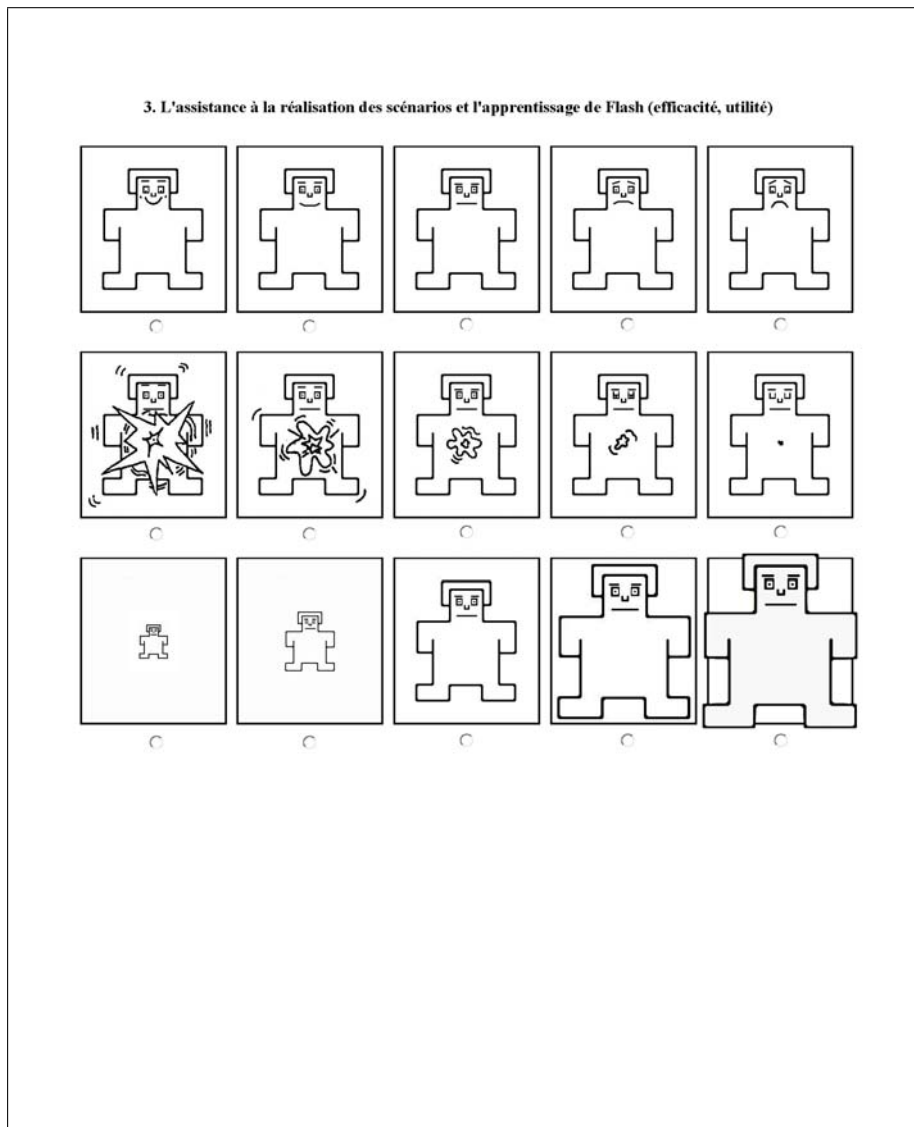 3. L'assistance à la réalisation des scénarios et l'apprentissage de Flash (efficacité, utilité)